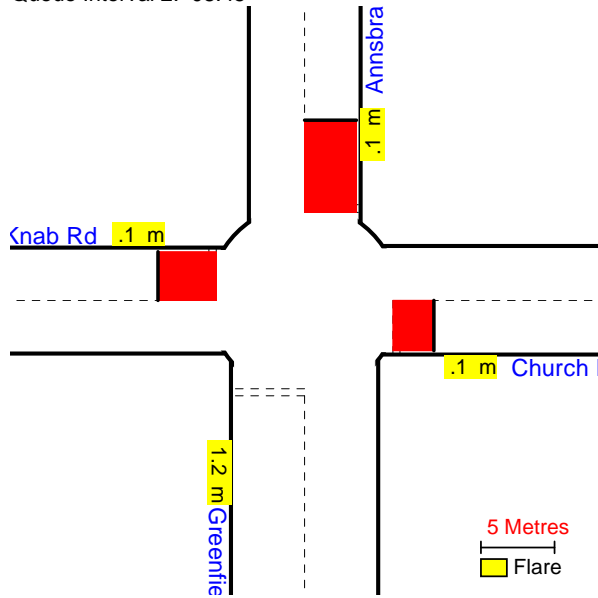 Annsbra
.1 m
Knab Rd
.1 m
.1 m
Church
1.2 m
Greenfie
5 Metres
Flare